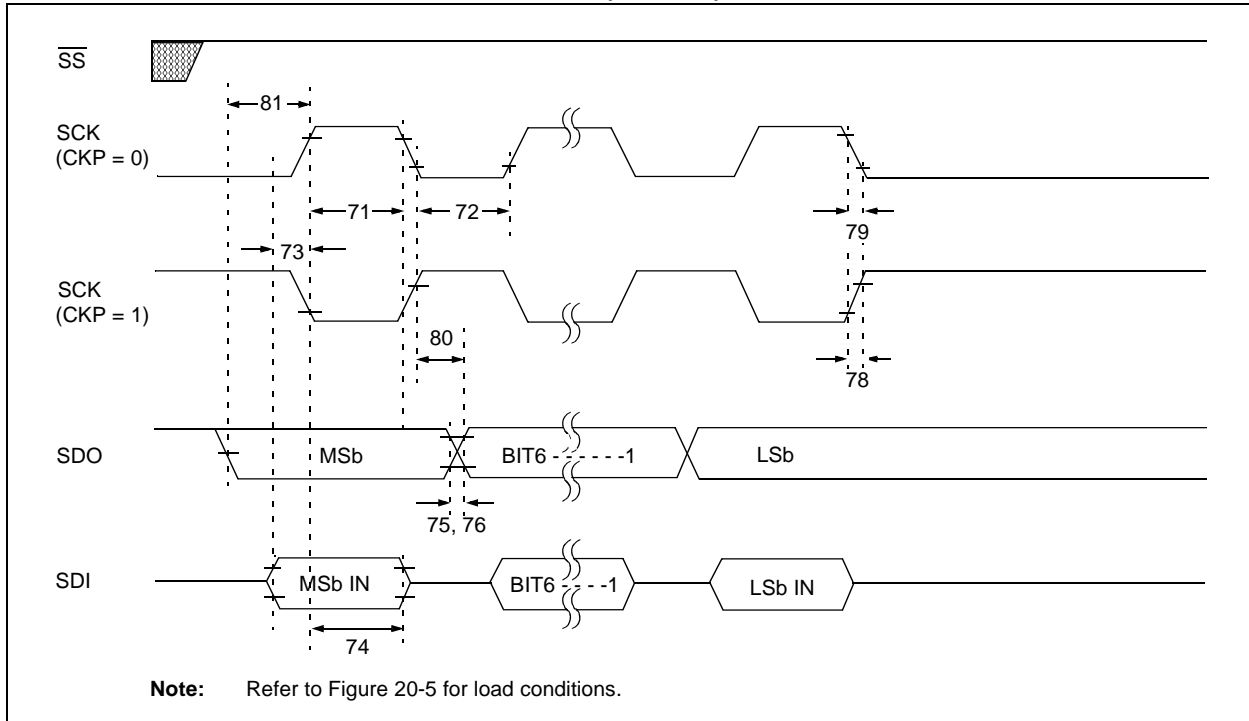 SS
81
SCK
(CKP = 0)
71
72
73
79
SCK
(CKP = 1)
80
78
SDO
MSb
BIT6 - - - - - -1
LSb
75, 76
SDI
MSb IN
BIT6 - - - -1
LSb IN
74
Note: Refer to Figure 20-5 for load conditions.